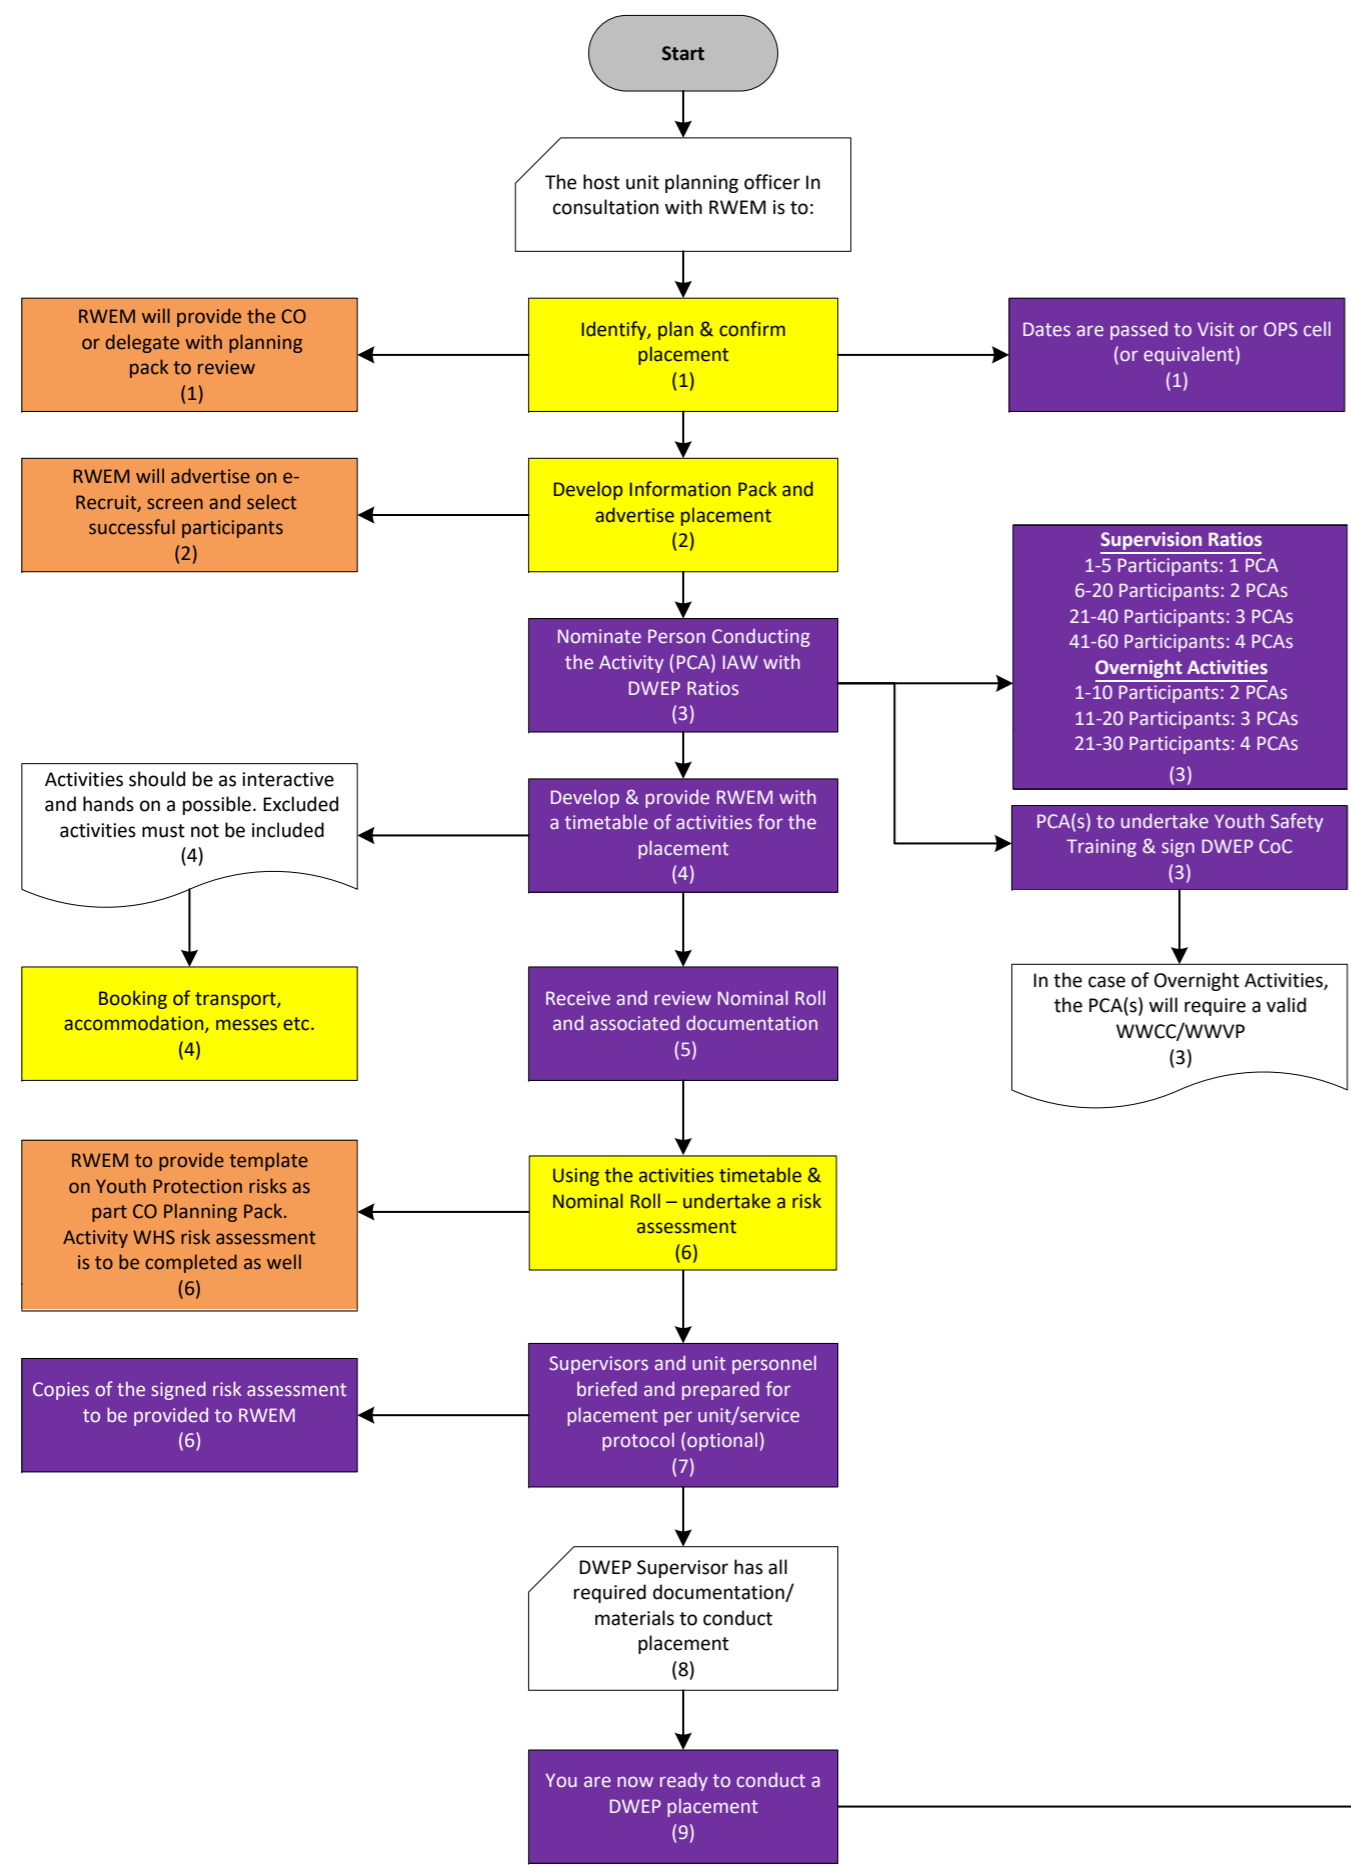 Start
The host unit planning officer In
consultation with RWEM is to:
RWEM will provide the CO
or delegate with planning
pack to review
(1)
Identify, plan & confirm
placement
(1)
Dates are passed to Visit or OPS cell
(or equivalent)
(1)
RWEM will advertise on e-
Recruit, screen and select
successful participants
(2)
Develop Information Pack and
advertise placement
(2)
Supervision Ratios
1-5 Participants: 1 PCA
6-20 Participants: 2 PCAs
21-40 Participants: 3 PCAs
41-60 Participants: 4 PCAs
Overnight Activities
1-10 Participants: 2 PCAs
11-20 Participants: 3 PCAs
21-30 Participants: 4 PCAs
(3)
Nominate Person Conducting
the Activity (PCA) IAW with
DWEP Ratios
(3)
Activities should be as interactive
and hands on a possible. Excluded
activities must not be included
(4)
Develop & provide RWEM with
a timetable of activities for the
placement
(4)
PCA(s) to undertake Youth Safety
Training & sign DWEP CoC
(3)
Booking of transport,
accommodation, messes etc.
(4)
Receive and review Nominal Roll
and associated documentation
(5)
In the case of Overnight Activities,
the PCA(s) will require a valid
WWCC/WWVP
(3)
RWEM to provide template
on Youth Protection risks as
part CO Planning Pack.
Activity WHS risk assessment
is to be completed as well
(6)
Using the activities timetable &
Nominal Roll – undertake a risk
assessment
(6)
Copies of the signed risk assessment
to be provided to RWEM
(6)
Supervisors and unit personnel
briefed and prepared for
placement per unit/service
protocol (optional)
(7)
DWEP Supervisor has all
required documentation/
materials to conduct
placement
(8)
You are now ready to conduct a
DWEP placement
(9)